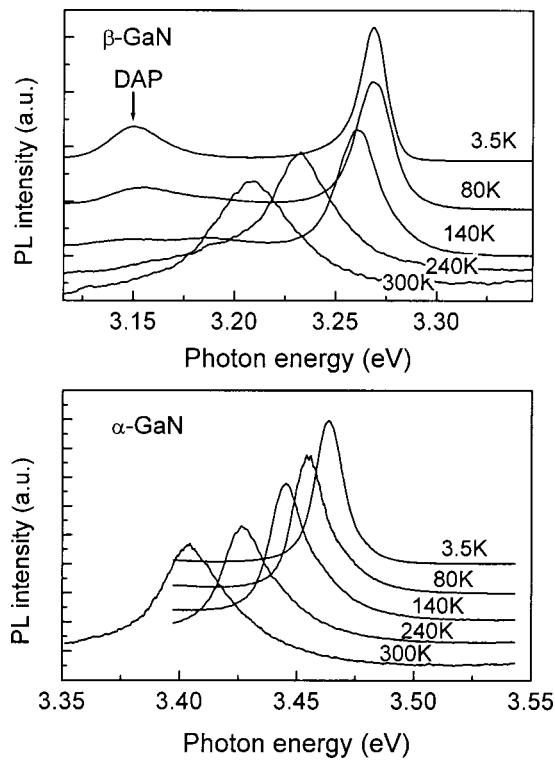 β-GaN
DAP
3.5K
80K
140K
240K
300K
PL intensity (a.u.)
3.15
3.20
3.25
3.30
Photon energy (eV)
α-GaN
3.5K
80K
140K
240K
300K
PL intensity (a.u.)
3.35
3.40
3.45
3.50
3.55
Photon energy (eV)